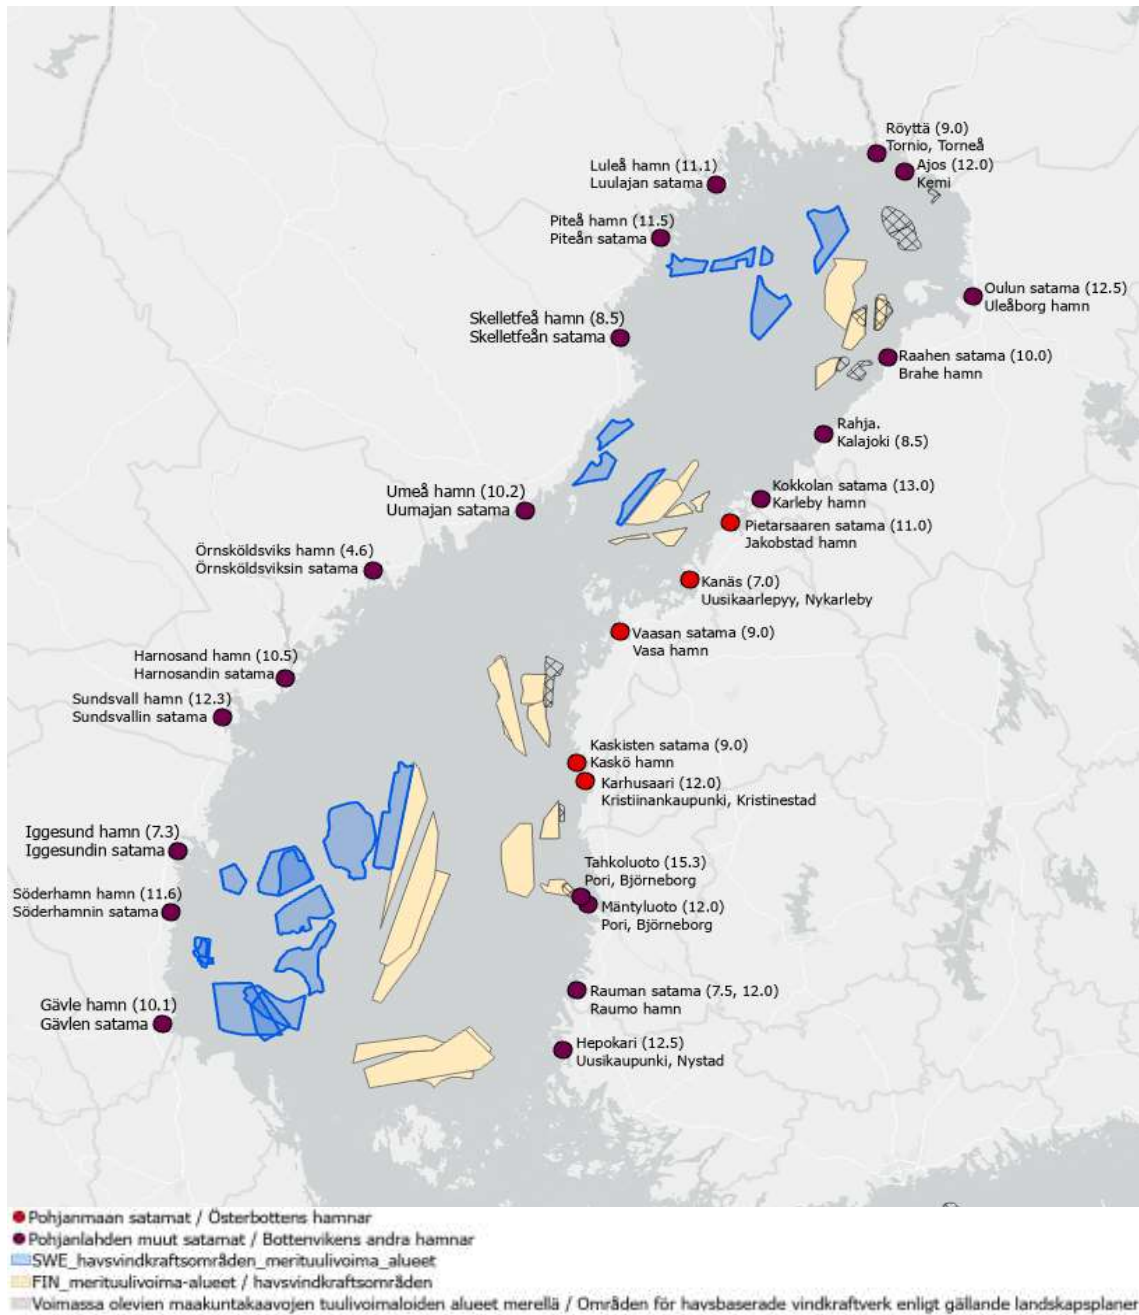 Röyttä (9.0)
Tornio, Torneå
Ajos (12.0)
Kemi
Luleå hamn (11.1)
Luulajan satama
Piteå hamn (11.5)
Piteån satama
Oulun satama (12.5)
Uleåborg hamn
Skelletfeå hamn (8.5)
Skelletfeån satama
Raahen satama (10.0)
Brahe hamn
Rahja.
Kalajoki (8.5)
Umeå hamn (10.2)
Uumajan satama
Kokkolan satama (13.0)
Karleby hamn
Pietarsaaren satama (11.0)
Jakobstad hamn
Örnsköldsviks hamn (4.6)
Örnsköldsviksin satama
Kanäs (7.0)
Uusikaarlepyy, Nykarleby
Vaasan satama (9.0)
Vasa hamn
Harnosand hamn (10.5)
Harnosandin satama
Sundsvall hamn (12.3)
Sundsvallin satama
Kaskisten satama (9.0)
Kaskö hamn
Karhusaari (12.0)
Kristiinankaupunki, Kristinestad
Iggesund hamn (7.3)
Iggesundin satama
Tahkoluoto (15.3)
Pori, Björneborg
Söderhamn hamn (11.6)
Söderhamnin satama
Mäntyluoto (12.0)
Pori, Björneborg
Gävle hamn (10.1)
Gävlen satama
Rauman satama (7.5, 12.0)
Raumo hamn
Hepokari (12.5)
Uusikaupunki, Nystad
Pohjanmaan satamat / Österbottens hamnar
Pohjanlahden muut satamat / Bottenvikens andra hamnar
SWE_havsvindkraftsområden_merituulivoima_alueet
FIN_merituulivoima-alueet / havsvindkraftsområden
Voimassa olevien maakuntakaavojen tuulivoimaloiden alueet merellä / Områden för havsbaserade vindkraftverk enligt gällande landskapsplaner